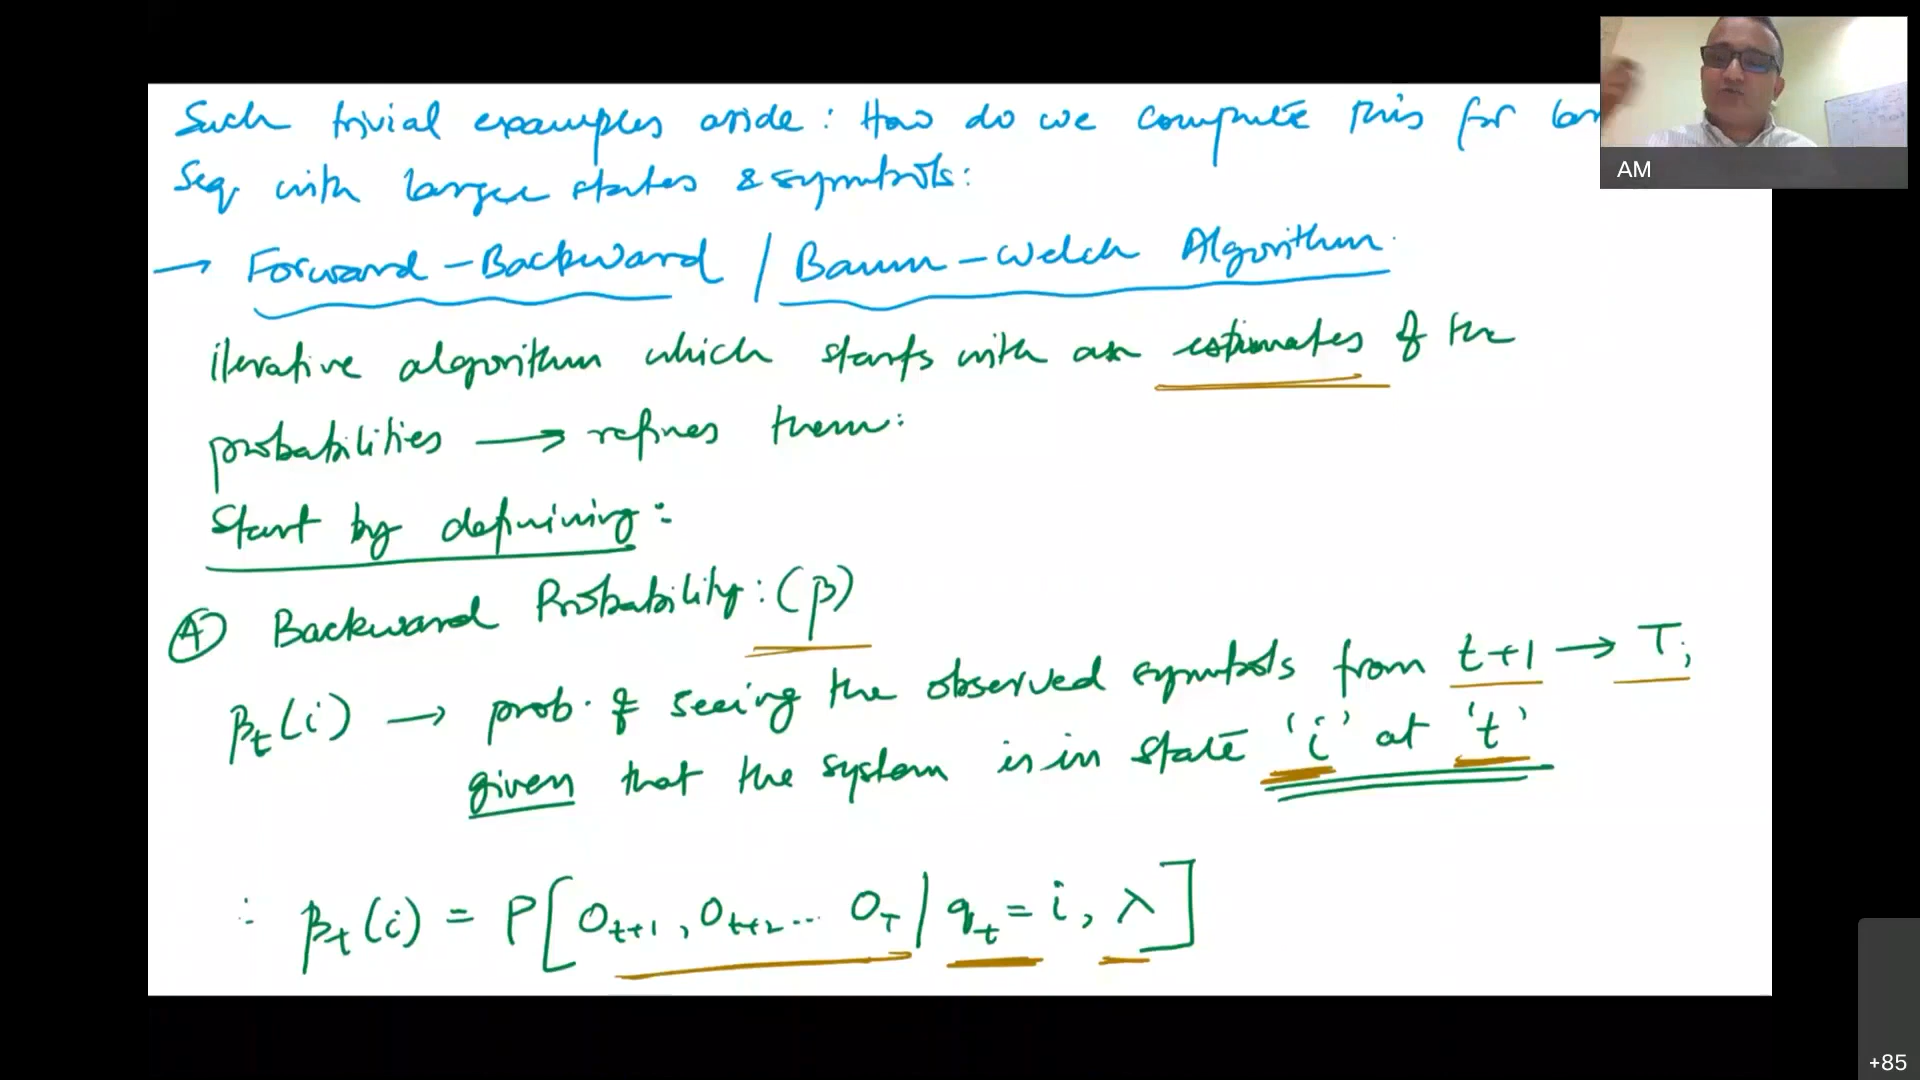 Such trivial examples aside: How do we compute this for
Seq. with larger states & symbols:
→ Forward-Backward / Baum-Welch Algorithm.
iterative algorithm which starts with an estimates of the
probabilities → refines them:
Start by defining:
(A) Backward Probability: (β)
βt(i) → prob. of seeing the observed symbols from t+1 → T;
given that the system is in state 'i' at 't'
∴ βt(i) = P[Ot+1, Ot+2... OT | qt = i, λ]
AM
+85